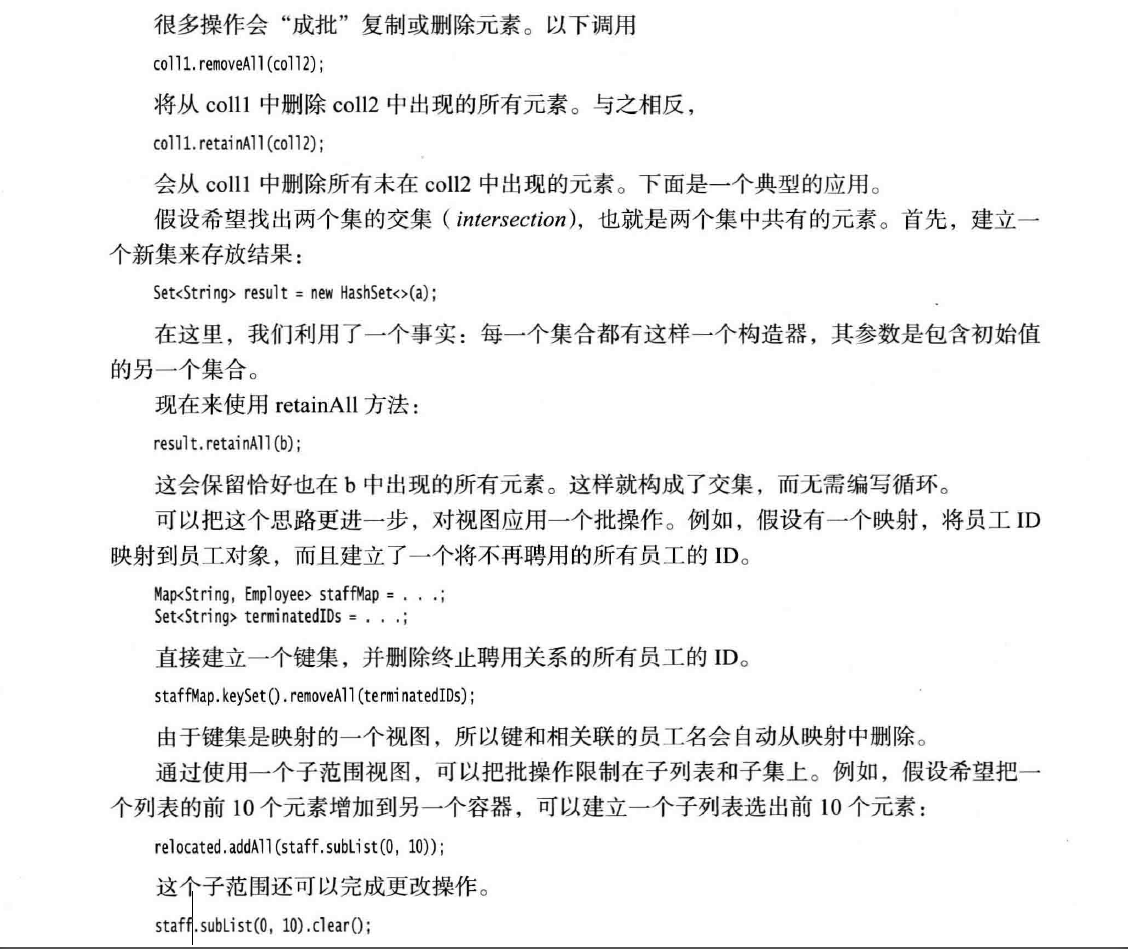 很多操作会“成批”复制或删除元素。以下调用
coll1.removeAll(coll2);
将从 coll1 中删除 coll2 中出现的所有元素。与之相反，
coll1.retainAll(coll2);
会从 coll1 中删除所有未在 coll2 中出现的元素。下面是一个典型的应用。
假设希望找出两个集的交集（intersection），也就是两个集中共有的元素。首先，建立一
个新集来存放结果：
Set<String> result = new HashSet<>(a);
在这里，我们利用了一个事实：每一个集合都有这样一个构造器，其参数是包含初始值
的另一个集合。
现在来使用 retainAll 方法：
result.retainAll(b);
这会保留恰好也在 b 中出现的所有元素。这样就构成了交集，而无需编写循环。
可以把这个思路更进一步，对视图应用一个批操作。例如，假设有一个映射，将员工 ID
映射到员工对象，而且建立了一个将不再聘用的所有员工的 ID。
Map<String, Employee> staffMap = . . .;
Set<String> terminatedIDs = . . .;
直接建立一个键集，并删除终止聘用关系的所有员工的 ID。
staffMap.keySet().removeAll(terminatedIDs);
由于键集是映射的一个视图，所以键和相关联的员工名会自动从映射中删除。
通过使用一个子范围视图，可以把批操作限制在子列表和子集上。例如，假设希望把一
个列表的前 10 个元素增加到另一个容器，可以建立一个子列表选出前 10 个元素：
relocated.addAll(staff.subList(0, 10));
这个子范围还可以完成更改操作。
staff.subList(0, 10).clear();